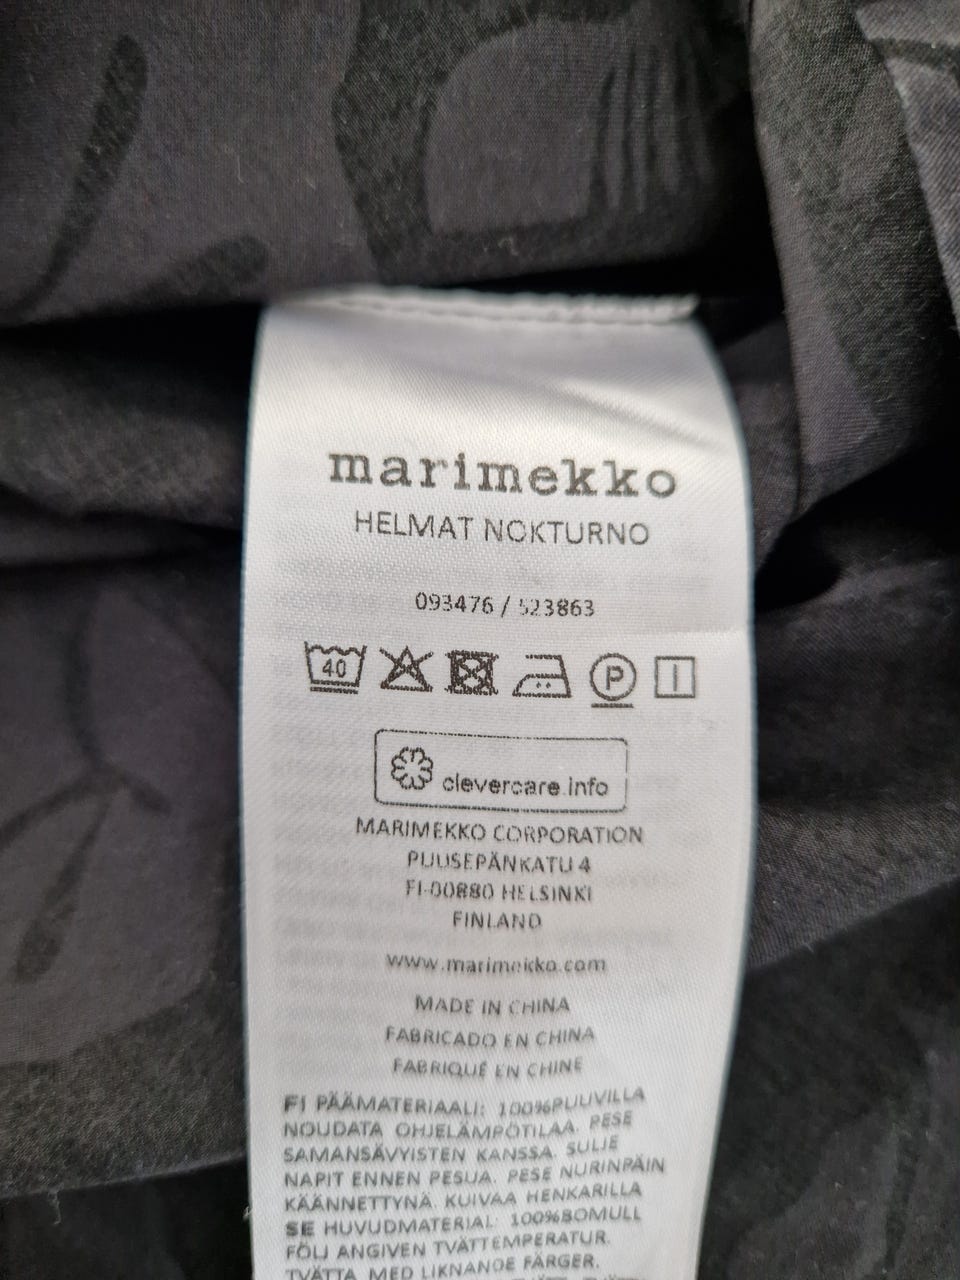 marimekko
HELMAT NOKTURNO
093476 / 523863
40 P
clevercare.info
MARIMEKKO CORPORATION
PUUSEPÄNKATU 4
FI-00880 HELSINKI
FINLAND
www.marimekko.com
MADE IN CHINA
FABRICADO EN CHINA
FABRIQUÉ EN CHINE
FI PÄÄMATERIAALI: 100%PUUVILLA
NOUDATA OHJELÄMPÖTILAA. PESE
SAMANSÄVYISTEN KANSSA. SULJE
NAPIT ENNEN PESUA. PESE NURINPÄIN
KÄÄNNETTYNÄ. KUIVAA HENKARILLA
SE HUVUDMATERIAL: 100%BOMULL
FÖLJ ANGIVEN TVÄTTEMPERATUR.
TVÄTTA MED LIKNANDE FÄRGER.